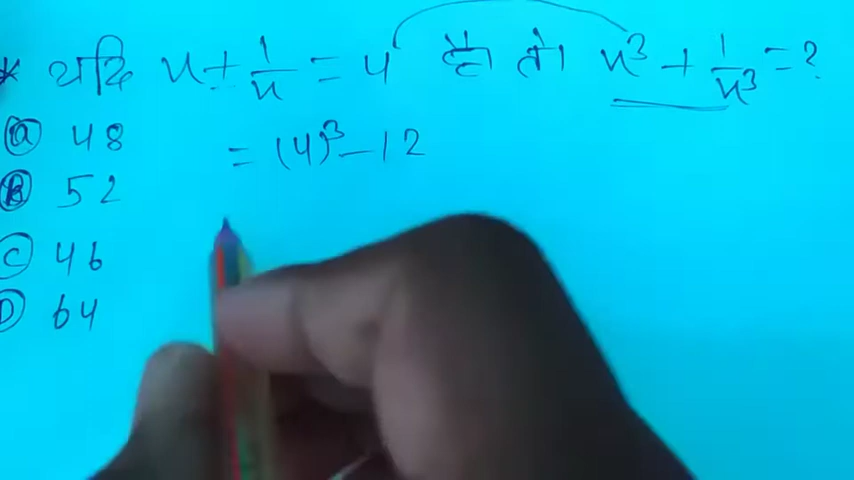 * यदि x + 1/x = 4 हो तो x³ + 1/x³ = ?
(a) 48
= (4)³ - 12
(B) 52
(C) 46
(D) 64